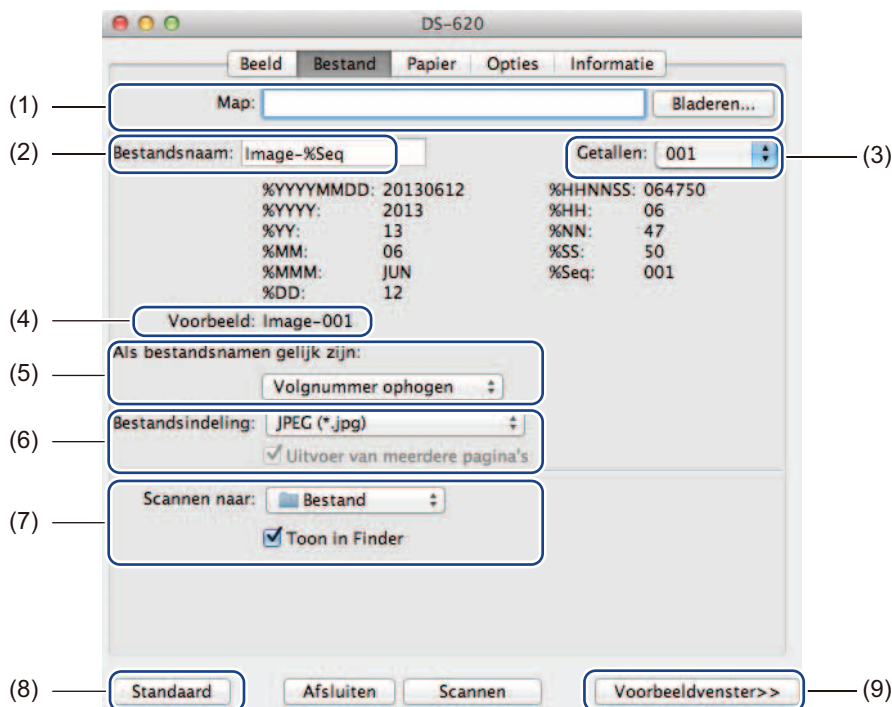 DS-620
Beeld Bestand Papier Opties Informatie
(1) Map: Bladeren...
(2) Bestandsnaam: Image-%Seq Getallen: 001 (3)
%YYYYMMDD: 20130612 %HHNNSS: 064750
%YYYY: 2013 %HH: 06
%YY: 13 %NN: 47
%MM: 06 %SS: 50
%MMM: JUN %Seq: 001
%DD: 12
(4) Voorbeeld: Image-001
Als bestandsnamen gelijk zijn:
(5) Volgnummer ophogen
(6) Bestandsindeling: JPEG (*.jpg)
Uitvoer van meerdere pagina's
(7) Scannen naar: Bestand
Toon in Finder
(8) Standaard Afsluiten Scannen Voorbeeldvenster>> (9)